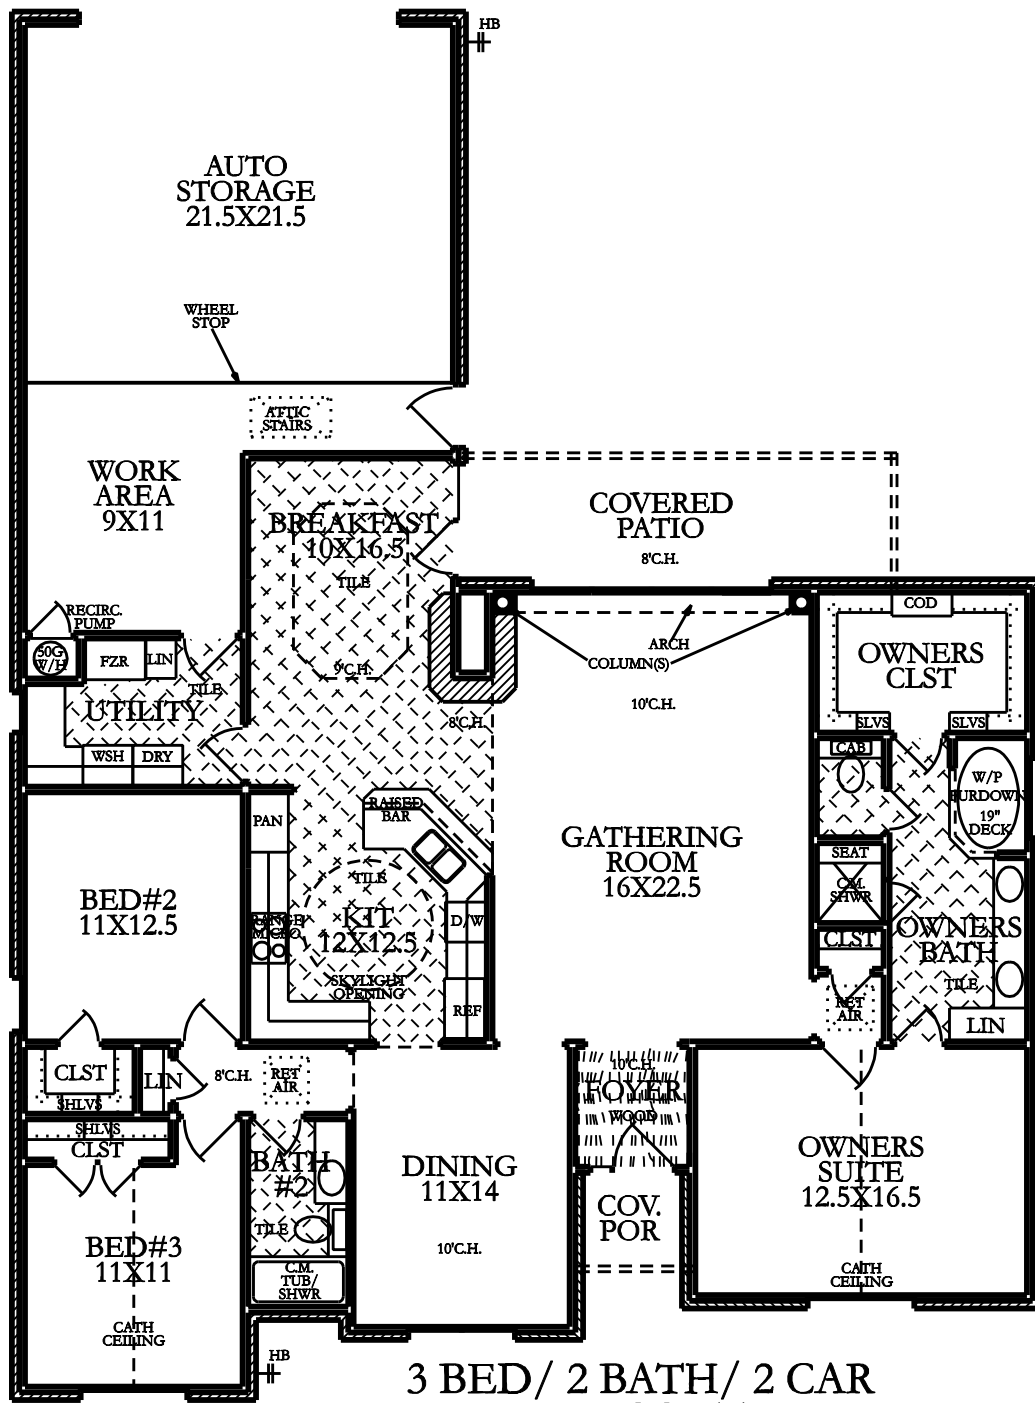 HB
AUTO
STORAGE
21.5X21.5
WHEEL
STOP
ATTIC
STAIRS
WORK
AREA
9X11
BREAKFAST
10X16.5
TILE
9'C.H.
COVERED
PATIO
8'C.H.
RECIRC.
PUMP
50G
W/H
FZR
LIN
TILE
UTILITY
WSH
DRY
ARCH
COLUMN(S)
10'C.H.
8'C.H.
COD
OWNERS
CLST
SLVS
SLVS
CAB
W/P
FURDOWN
19"
DECK
PAN
RAISED
BAR
GATHERING
ROOM
16X22.5
SEAT
C.M.
SHWR
BED#2
11X12.5
TILE
KIT
12X12.5
RANGE
MICRO
D/W
SKYLIGHT
OPENING
REF
CLST
OWNERS
BATH
TILE
RET
AIR
LIN
CLST
SHLVS
LIN
8'C.H.
RET
AIR
10'C.H.
FOYER
WOOD
SHLVS
CLST
BATH
#2
TILE
C.M.
TUB/
SHWR
DINING
11X14
10'C.H.
COV.
POR
OWNERS
SUITE
12.5X16.5
CATH
CEILING
BED#3
11X11
CATH
CEILING
HB
3 BED/ 2 BATH/ 2 CAR